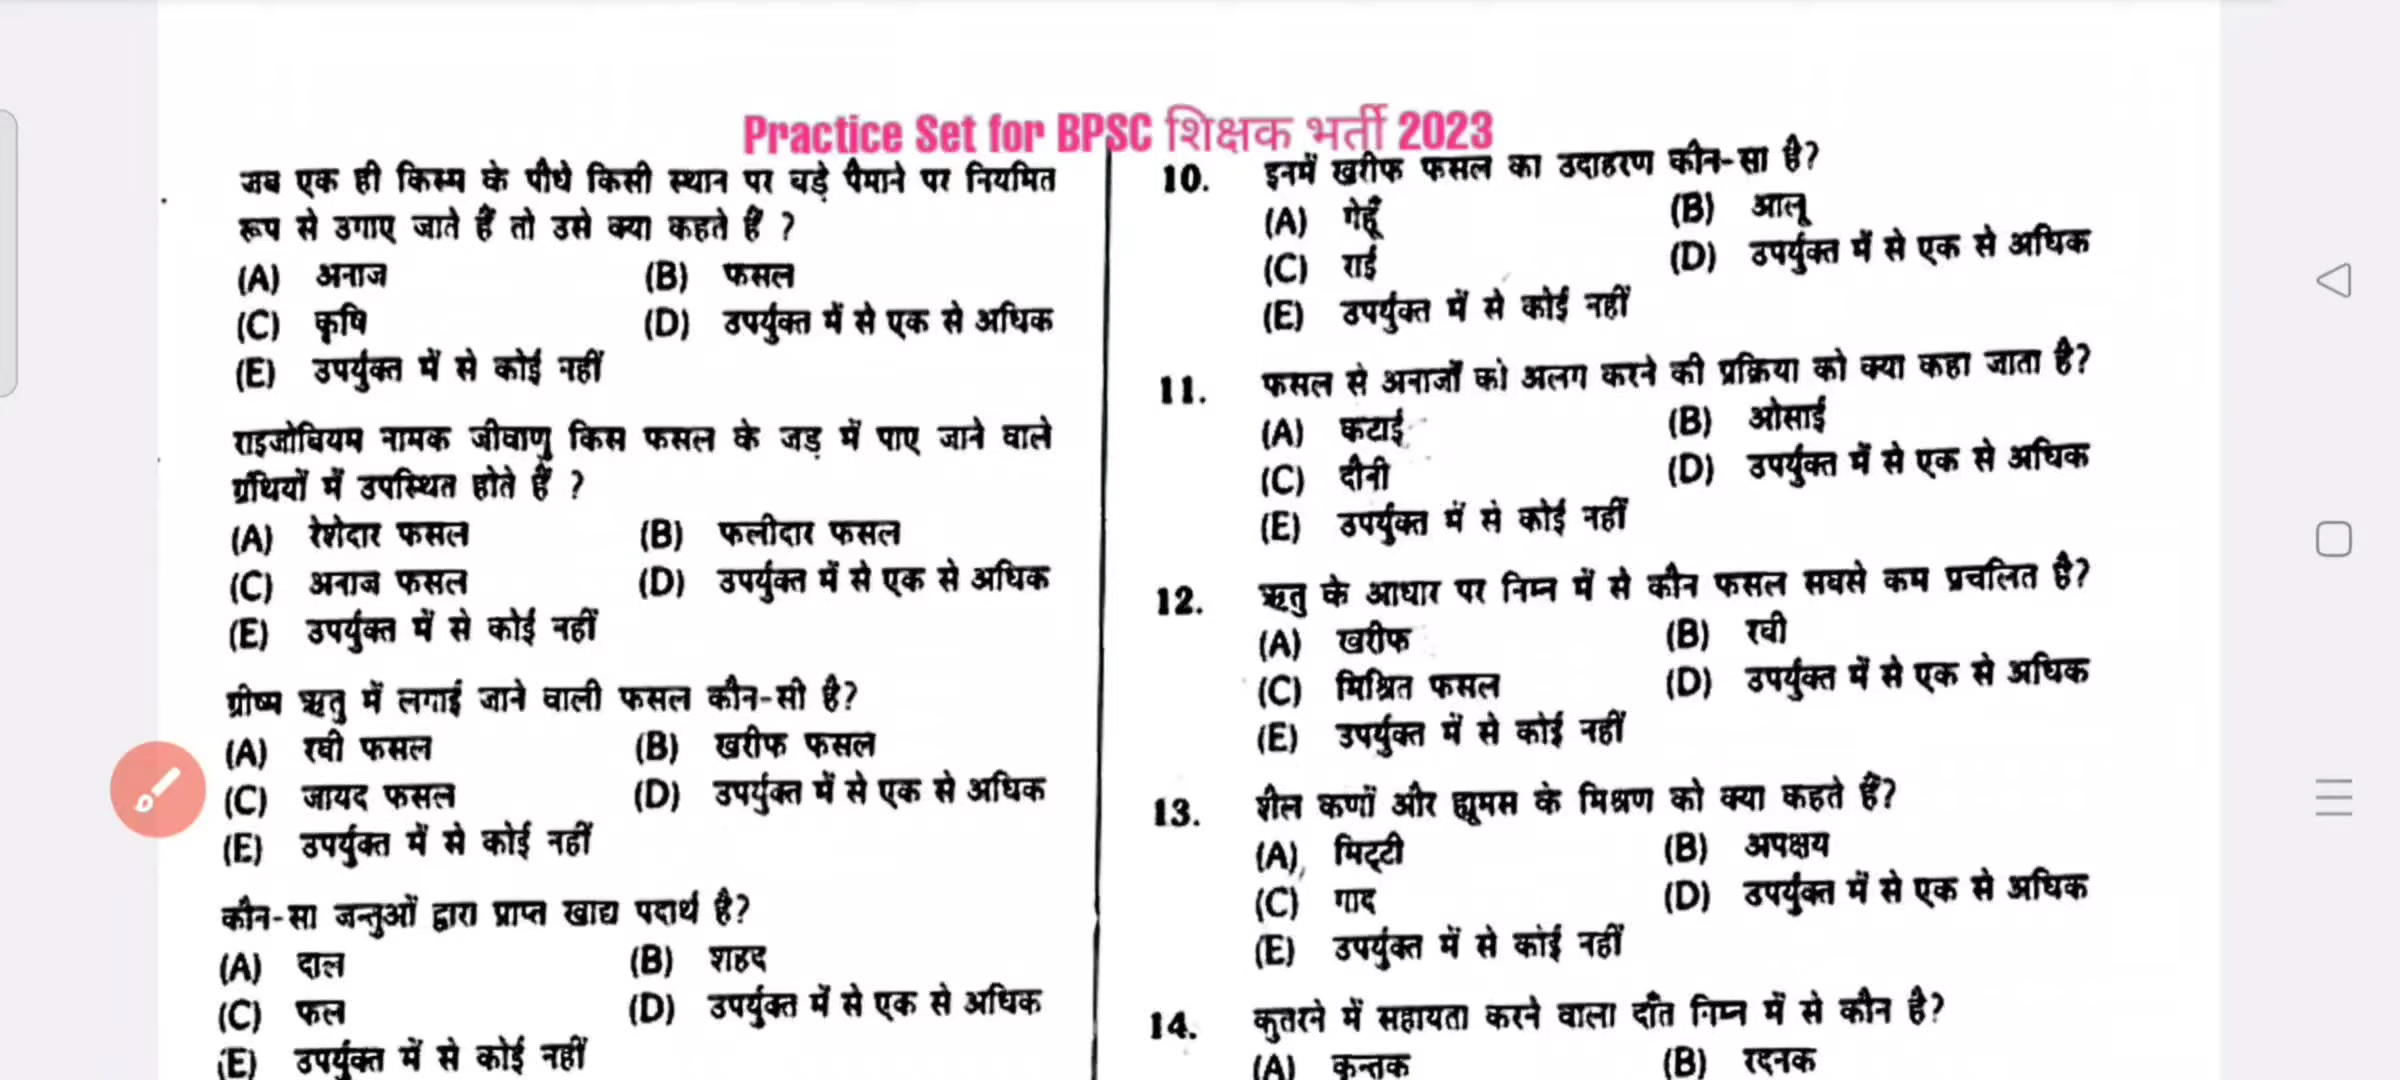 Practice Set for BPSC शिक्षक भर्ती 2023
जब एक ही किस्म के पौधे किसी स्थान पर बड़े पैमाने पर नियमित
रूप से उगाए जाते हैं तो उसे क्या कहते हैं ?
(A) अनाज (B) फसल
(C) कृषि (D) उपर्युक्त में से एक से अधिक
(E) उपर्युक्त में से कोई नहीं
राइजोबियम नामक जीवाणु किस फसल के जड़ में पाए जाने वाले
ग्रंथियों में उपस्थित होते हैं ?
(A) रेशेदार फसल (B) फलीदार फसल
(C) अनाज फसल (D) उपर्युक्त में से एक से अधिक
(E) उपर्युक्त में से कोई नहीं
ग्रीष्म ऋतु में लगाई जाने वाली फसल कौन-सी है?
(A) रबी फसल (B) खरीफ फसल
(C) जायद फसल (D) उपर्युक्त में से एक से अधिक
(E) उपर्युक्त में से कोई नहीं
कौन-सा जन्तुओं द्वारा प्राप्त खाद्य पदार्थ है?
(A) दाल (B) शहद
(C) फल (D) उपर्युक्त में से एक से अधिक
(E) उपर्युक्त में से कोई नहीं
10. इनमें खरीफ फसल का उदाहरण कौन-सा है?
(A) गेहूँ (B) आलू
(C) राई (D) उपर्युक्त में से एक से अधिक
(E) उपर्युक्त में से कोई नहीं
11. फसल से अनाजों को अलग करने की प्रक्रिया को क्या कहा जाता है?
(A) कटाई (B) ओसाई
(C) दौनी (D) उपर्युक्त में से एक से अधिक
(E) उपर्युक्त में से कोई नहीं
12. ऋतु के आधार पर निम्न में से कौन फसल सबसे कम प्रचलित है?
(A) खरीफ (B) रबी
(C) मिश्रित फसल (D) उपर्युक्त में से एक से अधिक
(E) उपर्युक्त में से कोई नहीं
13. शैल कणों और ह्यूमस के मिश्रण को क्या कहते हैं?
(A) मिट्टी (B) अपक्षय
(C) गाद (D) उपर्युक्त में से एक से अधिक
(E) उपर्युक्त में से कोई नहीं
14. कुतरने में सहायता करने वाला दाँत निम्न में से कौन है?
(A) कृन्तक (B) रदनक